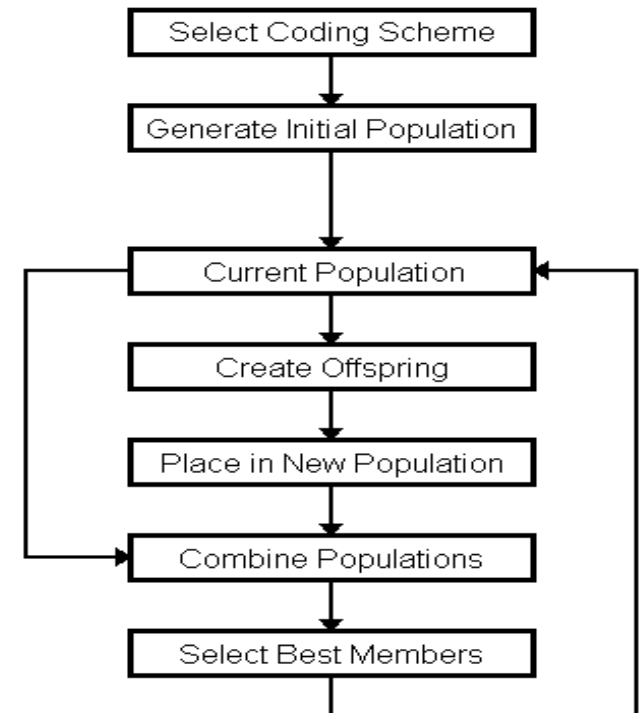 Select Coding Scheme
Generate Initial Population
Current Population
Create Offspring
Place in New Population
Combine Populations
Select Best Members